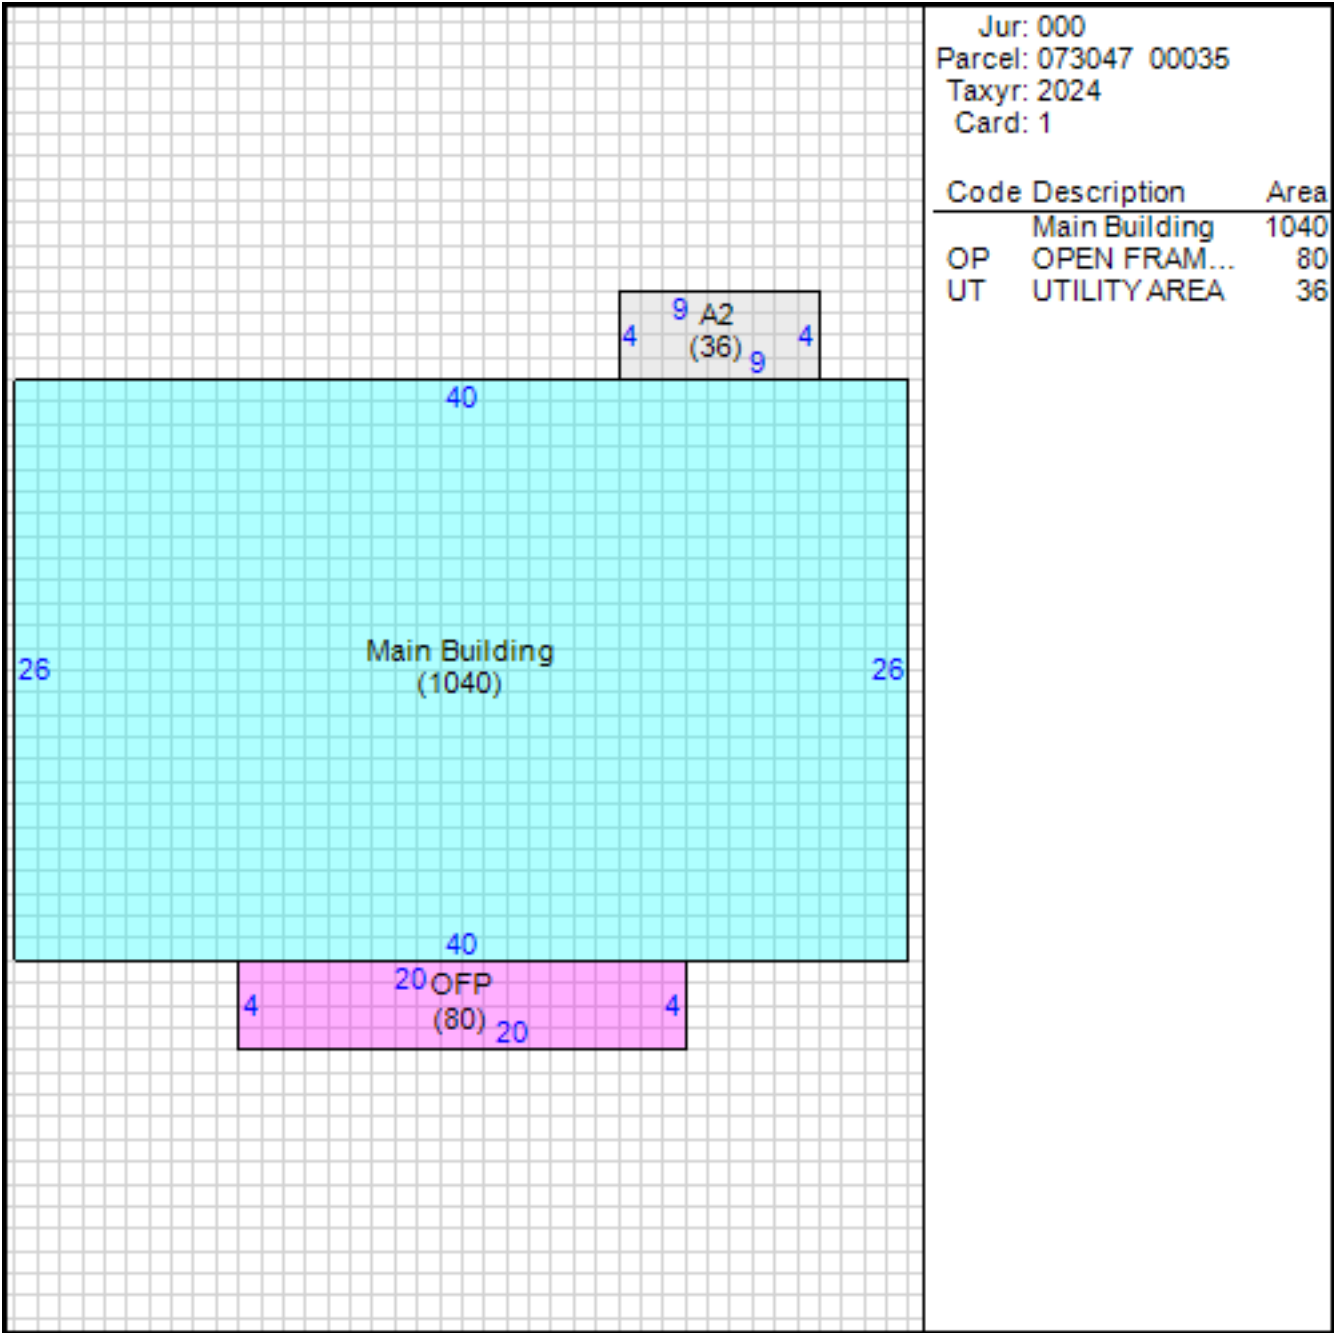 Jur: 000
Parcel: 073047 00035
Taxyr: 2024
Card: 1
Code Description Area
Main Building 1040
OP OPEN FRAM... 80
UT UTILITY AREA 36
9 A2
4 4
(36) 9
40
Main Building
26 26
(1040)
40
20 OFP
4 4
(80) 20